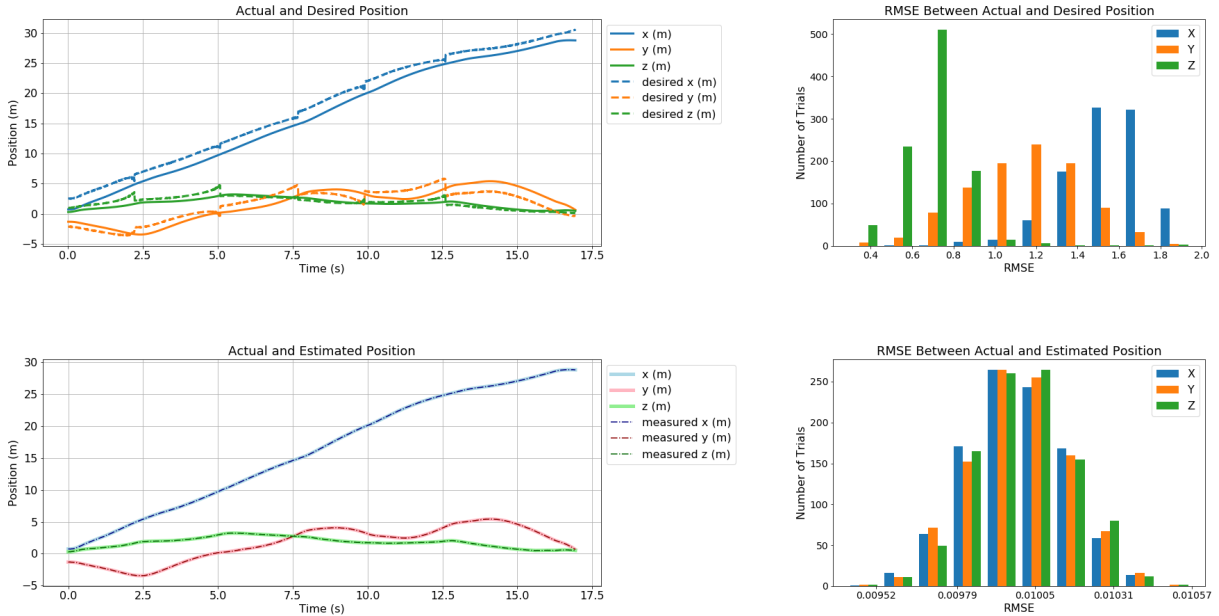 Actual and Desired Position
30
25
20
15
10
5
0
−5
Position (m)
0.0 2.5 5.0 7.5 10.0 12.5 15.0 17.5
Time (s)
x (m)
y (m)
z (m)
desired x (m)
desired y (m)
desired z (m)
RMSE Between Actual and Desired Position
500
400
300
200
100
0
Number of Trials
0.4 0.6 0.8 1.0 1.2 1.4 1.6 1.8 2.0
RMSE
X
Y
Z
Actual and Estimated Position
30
25
20
15
10
5
0
−5
Position (m)
0.0 2.5 5.0 7.5 10.0 12.5 15.0 17.5
Time (s)
x (m)
y (m)
z (m)
measured x (m)
measured y (m)
measured z (m)
RMSE Between Actual and Estimated Position
250
200
150
100
50
0
Number of Trials
0.00952 0.00979 0.01005 0.01031 0.01057
RMSE
X
Y
Z